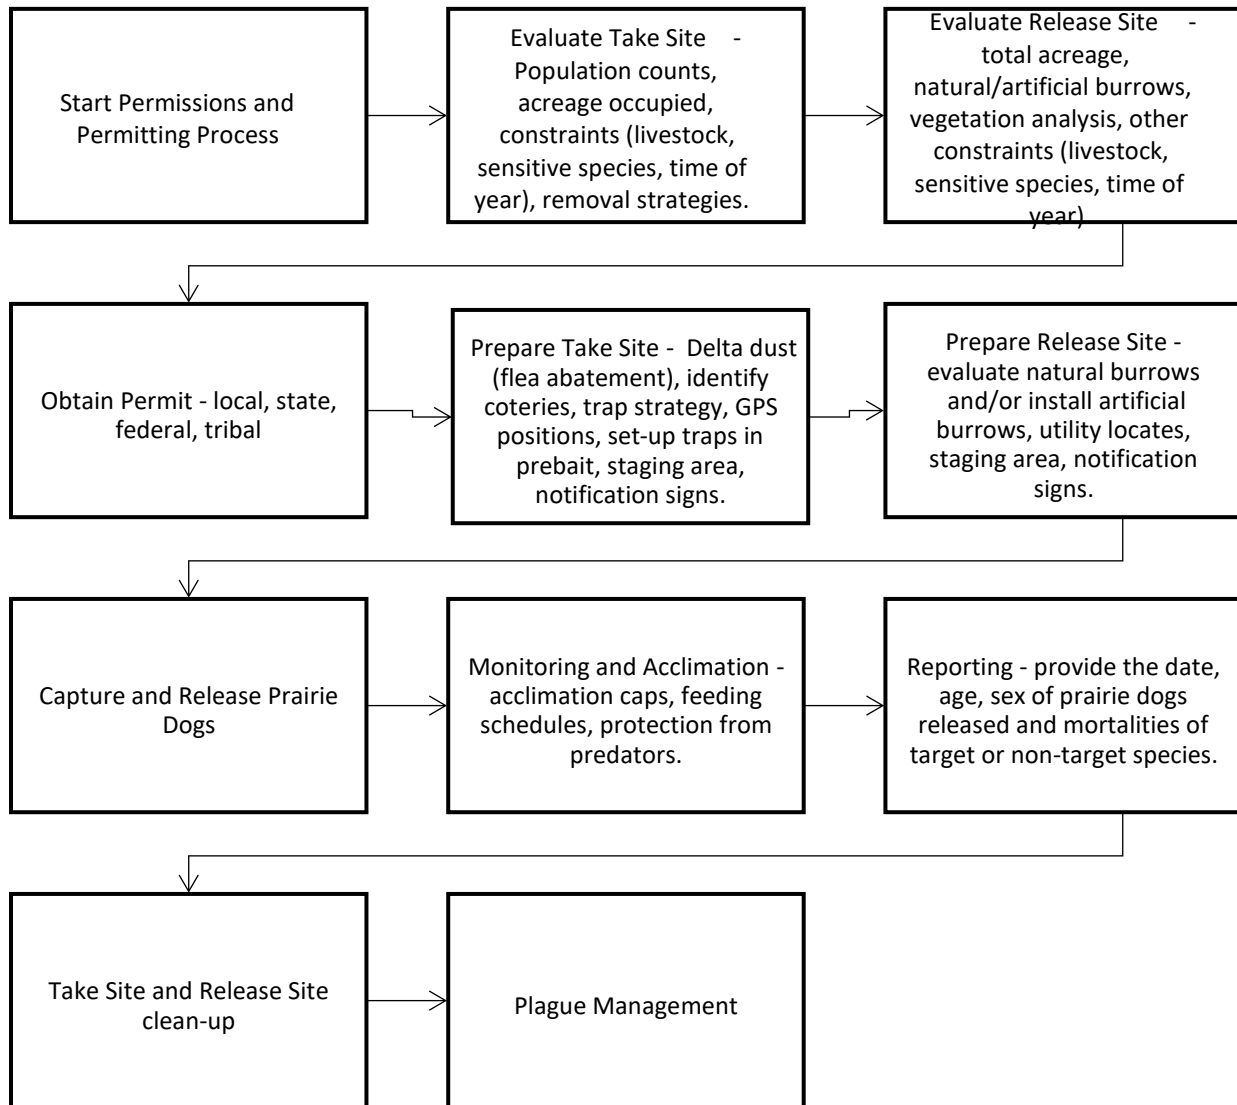 Start Permissions and
Permitting Process
Evaluate Take Site -
Population counts,
acreage occupied,
constraints (livestock,
sensitive species, time of
year), removal strategies.
Evaluate Release Site -
total acreage,
natural/artificial burrows,
vegetation analysis, other
constraints (livestock,
sensitive species, time of
year)
Obtain Permit - local, state,
federal, tribal
Prepare Take Site - Delta dust
(flea abatement), identify
coteries, trap strategy, GPS
positions, set-up traps in
prebait, staging area,
notification signs.
Prepare Release Site -
evaluate natural burrows
and/or install artificial
burrows, utility locates,
staging area, notification
signs.
Capture and Release Prairie
Dogs
Monitoring and Acclimation -
acclimation caps, feeding
schedules, protection from
predators.
Reporting - provide the date,
age, sex of prairie dogs
released and mortalities of
target or non-target species.
Take Site and Release Site
clean-up
Plague Management